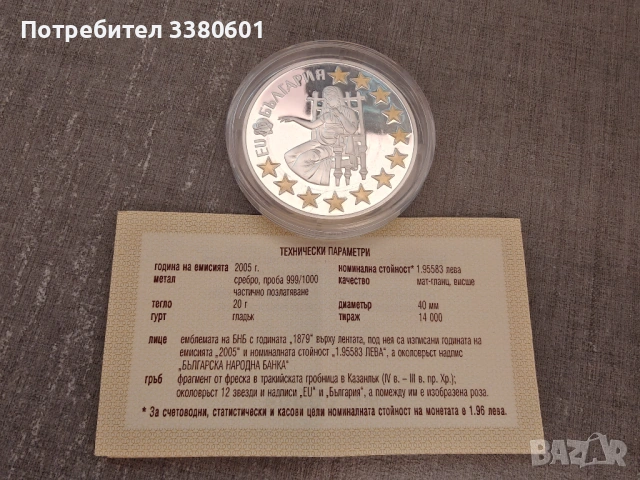 Потребител 3380601
EU БЪЛГАРИЯ
ТЕХНИЧЕСКИ ПАРАМЕТРИ
година на емисията 2005 г. номинална стойност* 1.95583 лева
метал сребро, проба 999/1000 качество мат-гланц, висше
частично позлатяване
тегло 20 г диаметър 40 мм
гурт гладък тираж 14 000
лице емблемата на БНБ с годината „1879" върху лентата, под нея са изписани годината на
емисията „2005" и номиналната стойност „1.95583 ЛЕВА", а околовръст надпис
„БЪЛГАРСКА НАРОДНА БАНКА"
гръб фрагмент от фреска в тракийската гробница в Казанлък (IV в. – III в. пр. Хр.);
околовръст 12 звезди и надписи „EU" и „България", а помежду им е изобразена роза.
* За счетоводни, статистически и касови цели номиналната стойност на монетата е 1.96 лева.
BAZAR